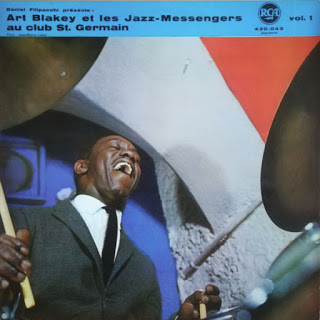 Daniel Filipacchi présente :
Art Blakey et les Jazz-Messengers
au club St. Germain
RCA
vol. 1
430.043